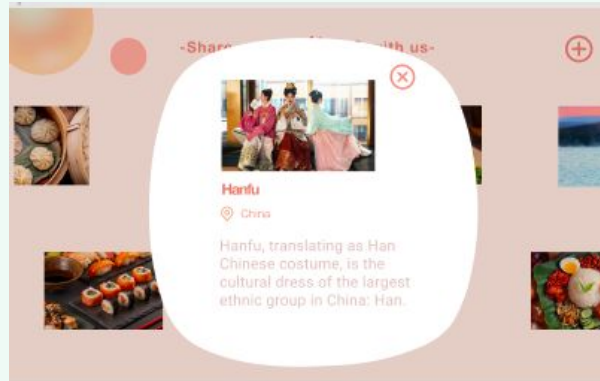 -Share with us-
Hanfu
China
Hanfu, translating as Han
Chinese costume, is the
cultural dress of the largest
ethnic group in China: Han.